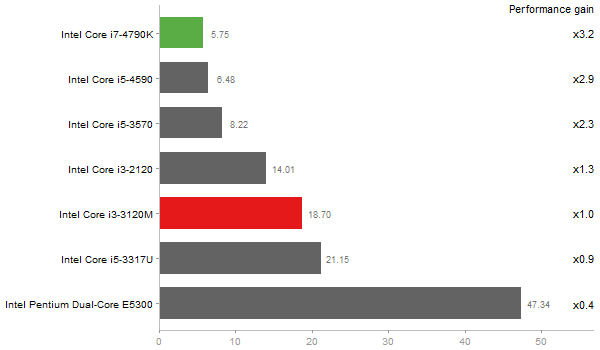 Performance gain
Intel Core i7-4790K 5.75 x3.2
Intel Core i5-4590 6.48 x2.9
Intel Core i5-3570 8.22 x2.3
Intel Core i3-2120 14.01 x1.3
Intel Core i3-3120M 18.70 x1.0
Intel Core i5-3317U 21.15 x0.9
Intel Pentium Dual-Core E5300 47.34 x0.4
0 10 20 30 40 50